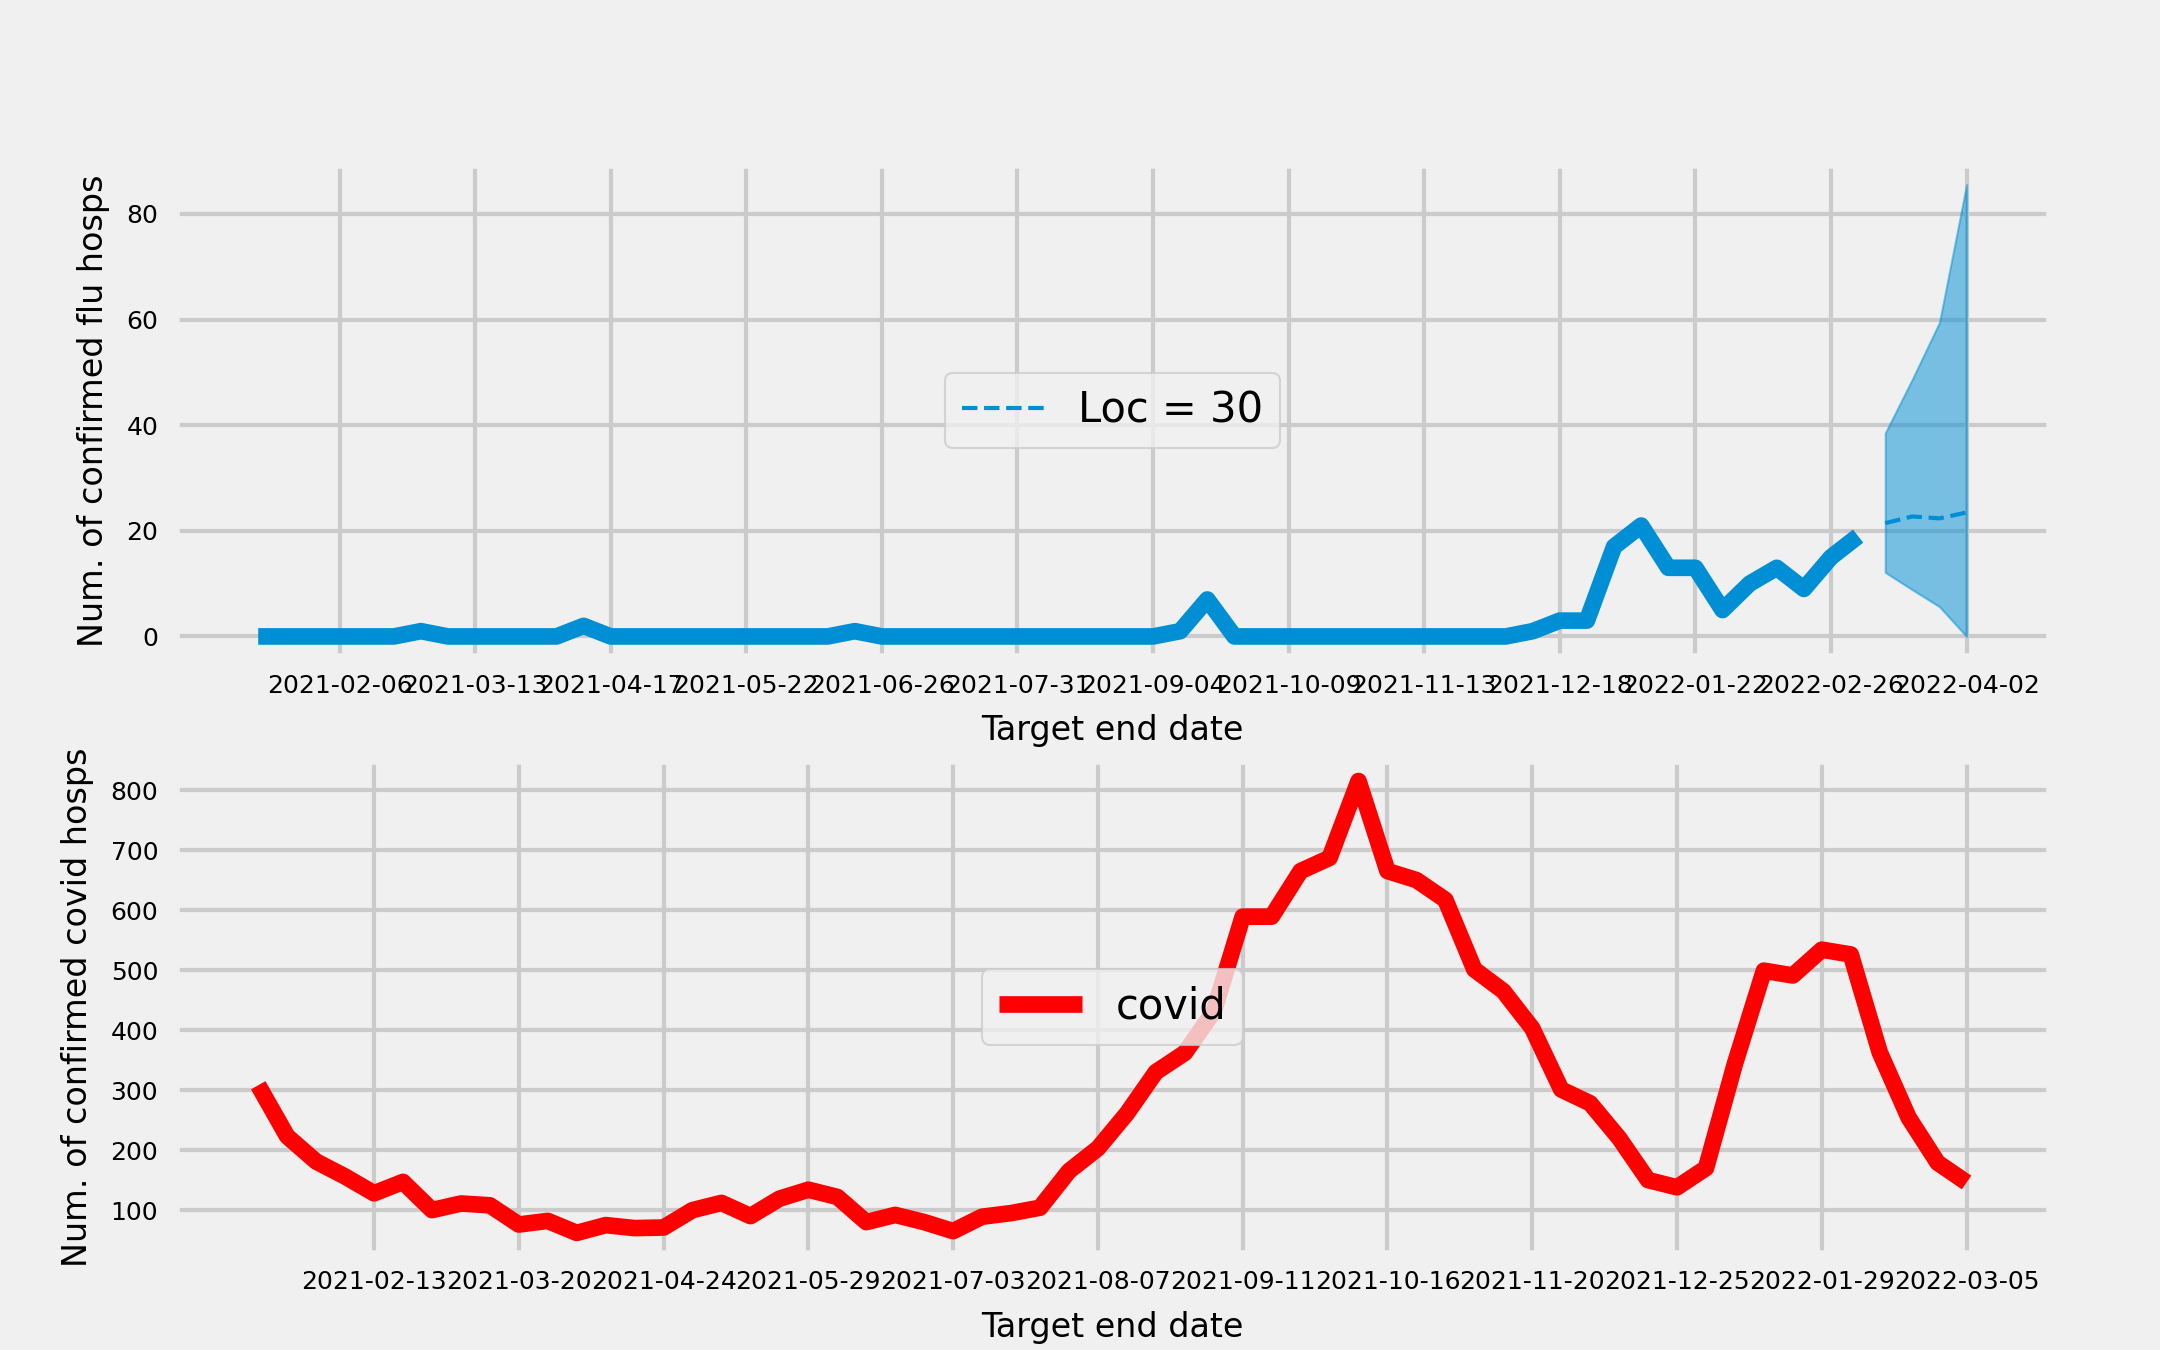 Num. of confirmed flu hosps
80
60
40
20
0
Loc = 30
2021-02-06 2021-03-13 2021-04-17 2021-05-22 2021-06-26 2021-07-31 2021-09-04 2021-10-09 2021-11-13 2021-12-18 2022-01-22 2022-02-26 2022-04-02
Target end date
Num. of confirmed covid hosps
800
700
600
500
400
300
200
100
covid
2021-02-13 2021-03-20 2021-04-24 2021-05-29 2021-07-03 2021-08-07 2021-09-11 2021-10-16 2021-11-20 2021-12-25 2022-01-29 2022-03-05
Target end date